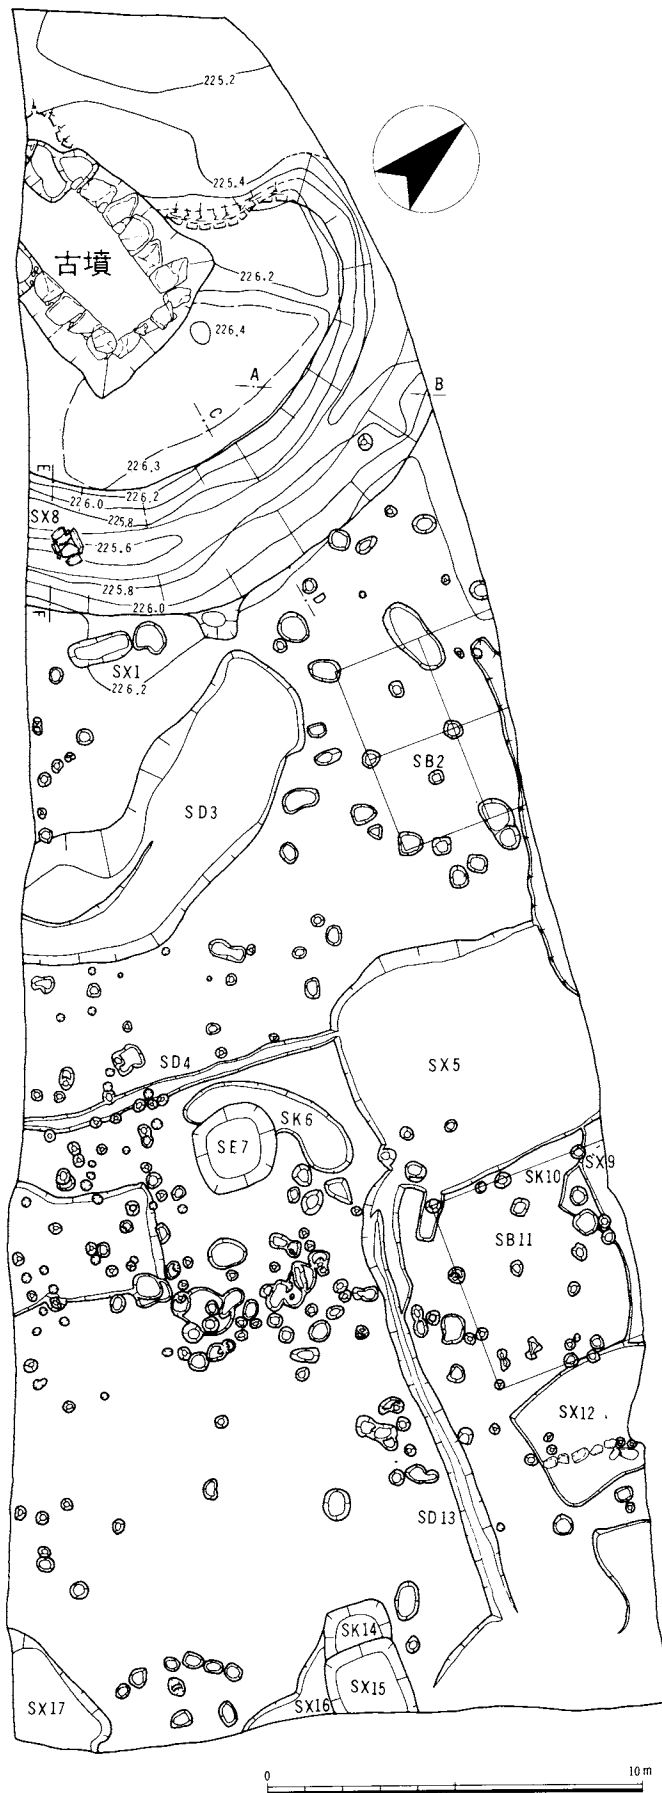 225.2
225.4
古墳
226.2
226.4
A
B
C
226.3
E
226.2
226.0
225.8
SX8
225.6
225.8
226.0
F
D
SX1
226.2
SB2
SD3
SX5
SD4
SK6
SE7
SX9
SK10
SB11
SX12
SD13
SK14
SX15
SX16
SX17
0
10m